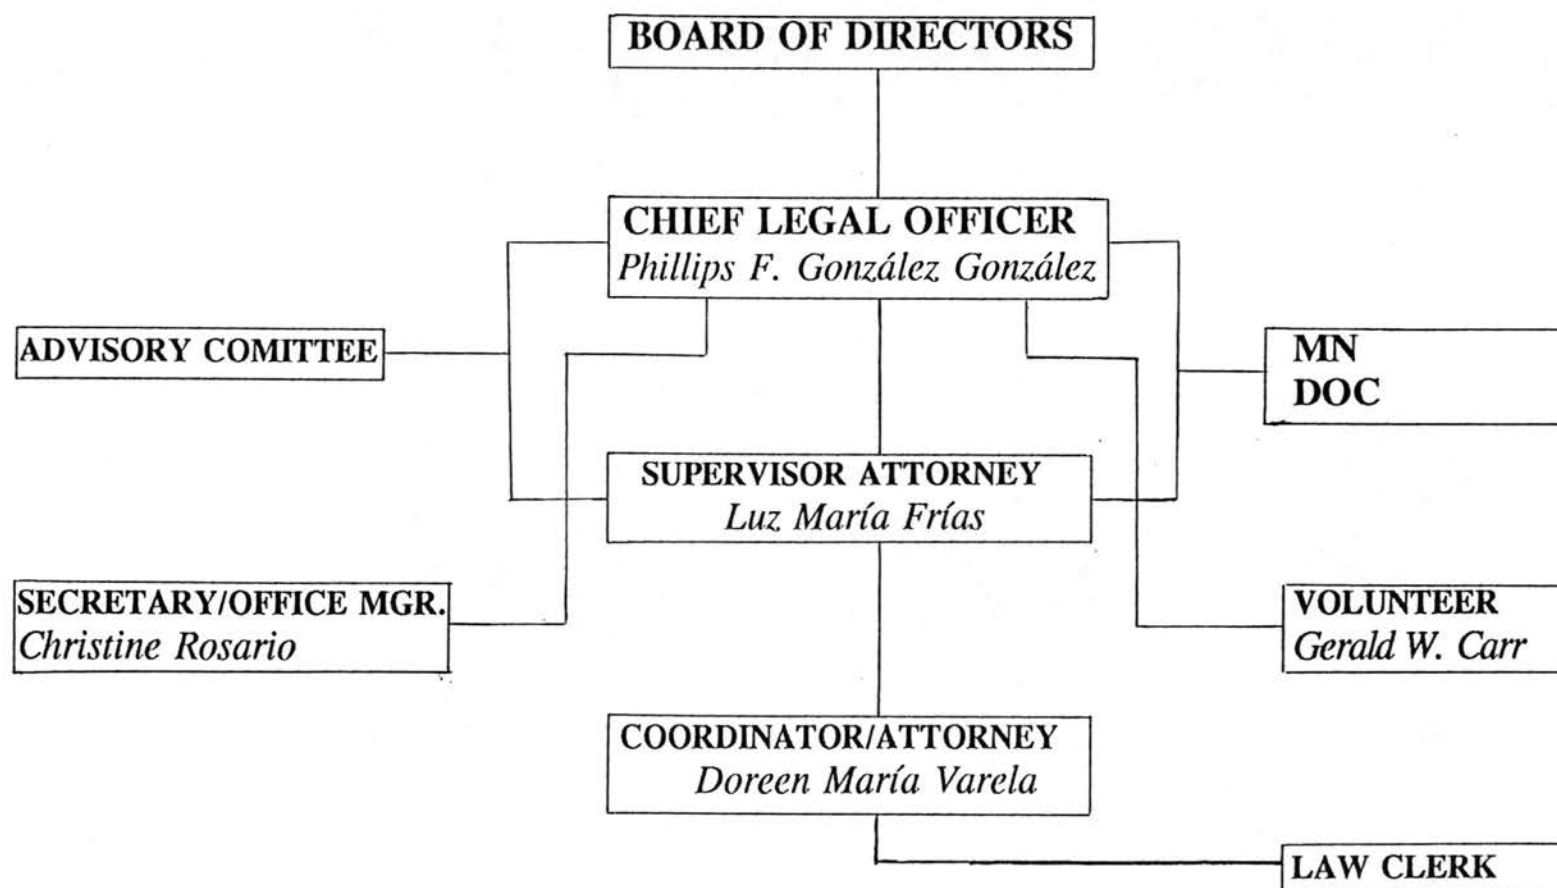 BOARD OF DIRECTORS
CHIEF LEGAL OFFICER
Phillips F. González González
ADVISORY COMITTEE
MN
DOC
SUPERVISOR ATTORNEY
Luz María Frías
SECRETARY/OFFICE MGR.
Christine Rosario
VOLUNTEER
Gerald W. Carr
COORDINATOR/ATTORNEY
Doreen María Varela
LAW CLERK